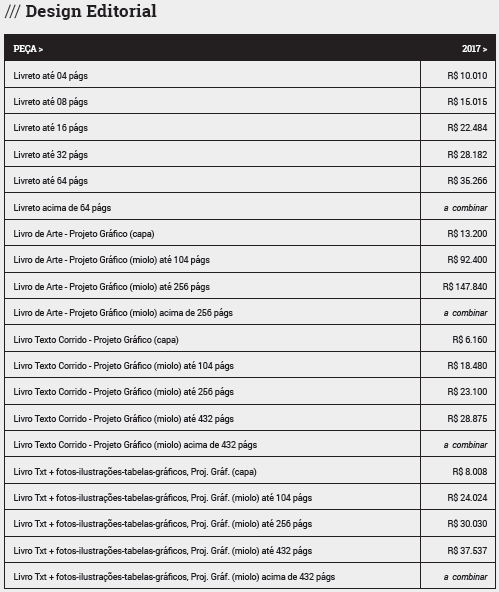 /// Design Editorial
PEÇA > 2017 >
Livreto até 04 págs R$ 10.010
Livreto até 08 págs R$ 15.015
Livreto até 16 págs R$ 22.484
Livreto até 32 págs R$ 28.182
Livreto até 64 págs R$ 35.266
Livreto acima de 64 págs a combinar
Livro de Arte - Projeto Gráfico (capa) R$ 13.200
Livro de Arte - Projeto Gráfico (miolo) até 104 págs R$ 92.400
Livro de Arte - Projeto Gráfico (miolo) até 256 págs R$ 147.840
Livro de Arte - Projeto Gráfico (miolo) acima de 256 págs a combinar
Livro Texto Corrido - Projeto Gráfico (capa) R$ 6.160
Livro Texto Corrido - Projeto Gráfico (miolo) até 104 págs R$ 18.480
Livro Texto Corrido - Projeto Gráfico (miolo) até 256 págs R$ 23.100
Livro Texto Corrido - Projeto Gráfico (miolo) até 432 págs R$ 28.875
Livro Texto Corrido - Projeto Gráfico (miolo) acima de 432 págs a combinar
Livro Txt + fotos-ilustrações-tabelas-gráficos, Proj. Gráf. (capa) R$ 8.008
Livro Txt + fotos-ilustrações-tabelas-gráficos, Proj. Gráf. (miolo) até 104 págs R$ 24.024
Livro Txt + fotos-ilustrações-tabelas-gráficos, Proj. Gráf. (miolo) até 256 págs R$ 30.030
Livro Txt + fotos-ilustrações-tabelas-gráficos, Proj. Gráf. (miolo) até 432 págs R$ 37.537
Livro Txt + fotos-ilustrações-tabelas-gráficos, Proj. Gráf. (miolo) acima de 432 págs a combinar